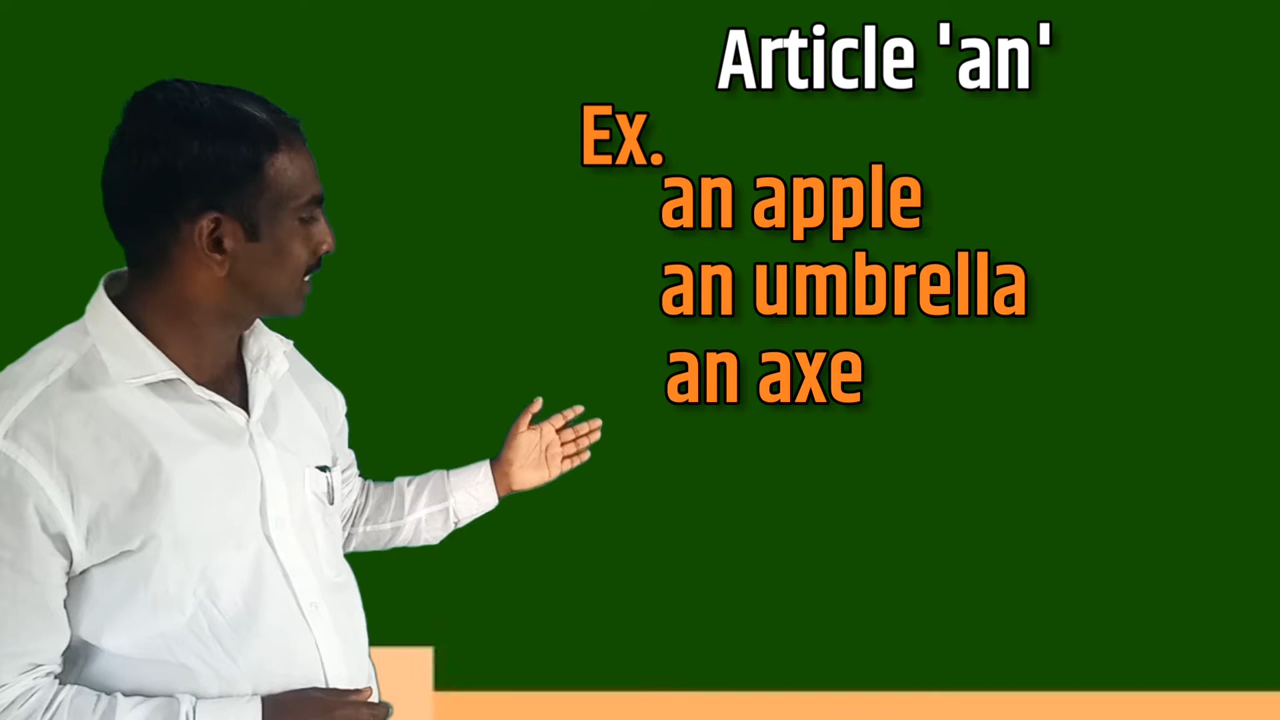 Article 'an'
Ex.
an apple
an umbrella
an axe